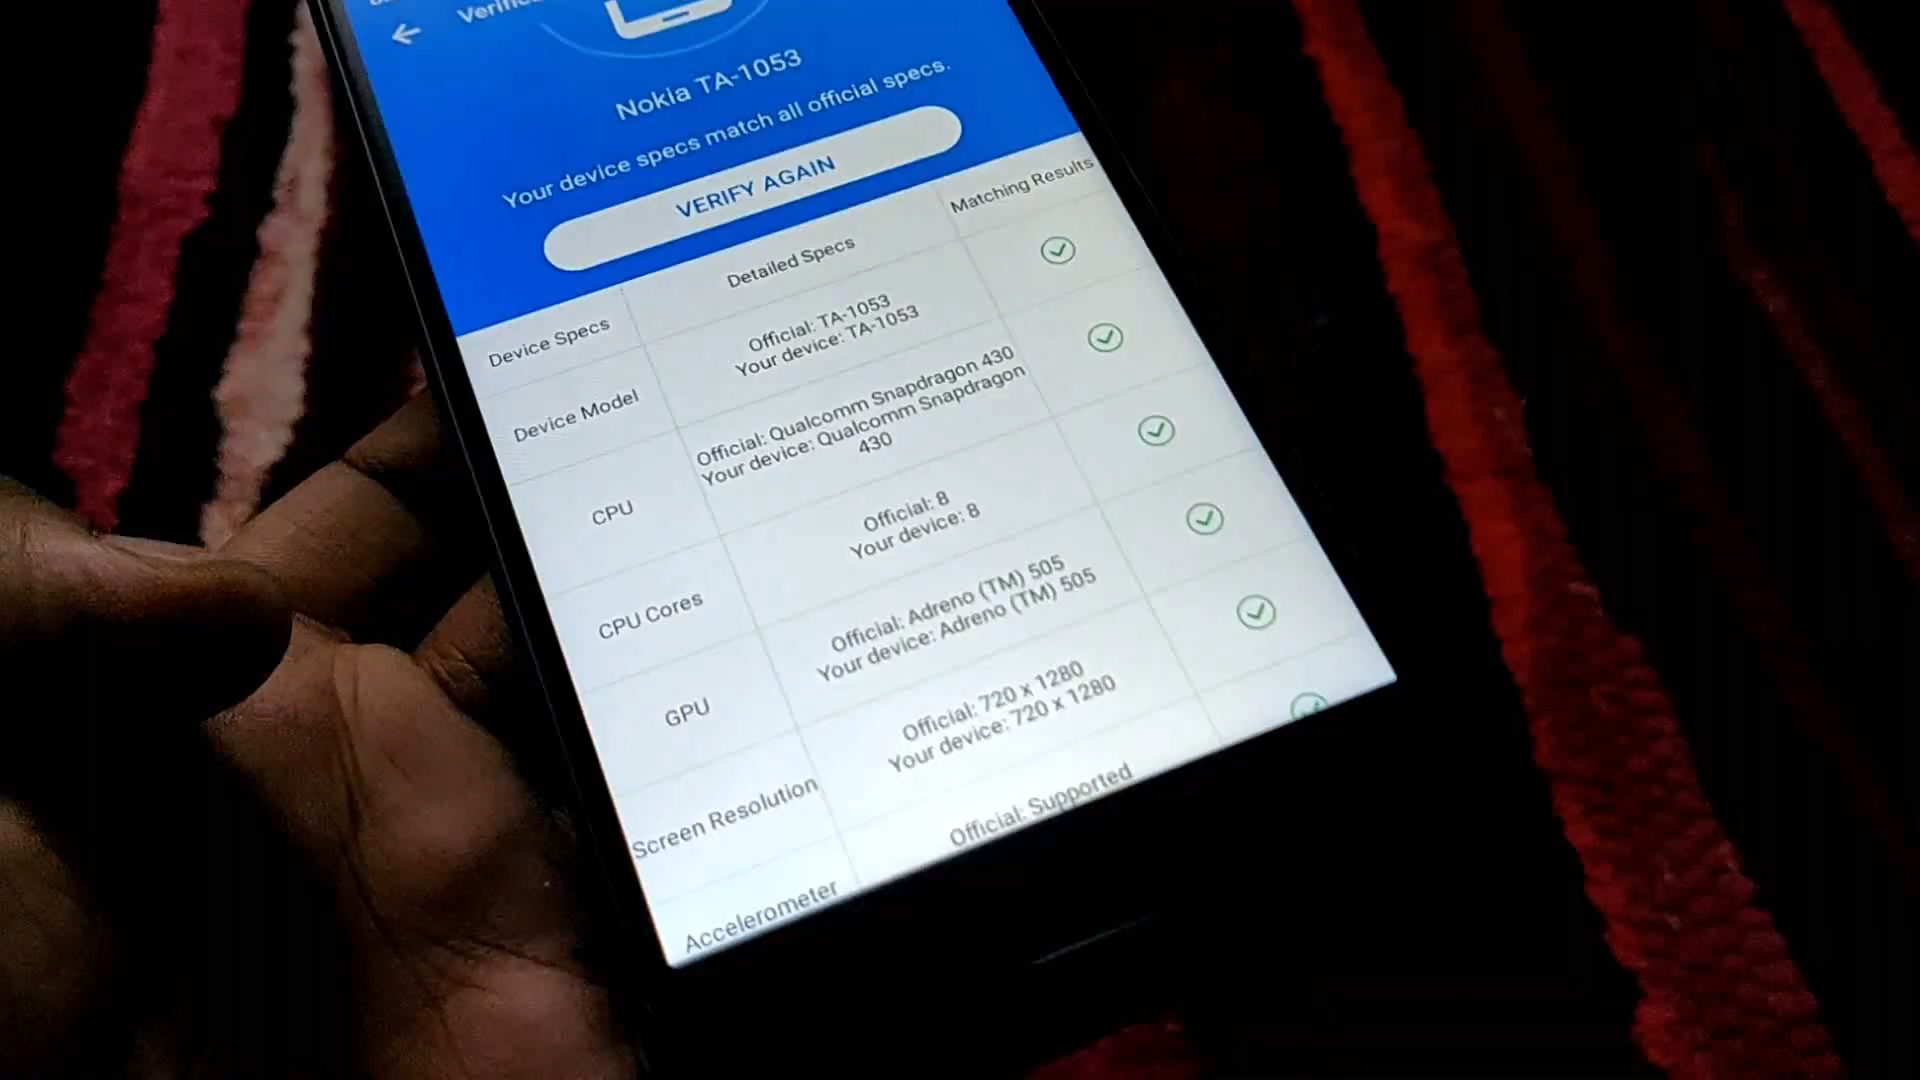 Nokia TA-1053
Your device specs match all official specs.
VERIFY AGAIN
Device Specs
Detailed Specs
Matching Results
Device Model
Official: TA-1053
Your device: TA-1053
CPU
Official: Qualcomm Snapdragon 430
Your device: Qualcomm Snapdragon
430
CPU Cores
Official: 8
Your device: 8
GPU
Official: Adreno (TM) 505
Your device: Adreno (TM) 505
Screen Resolution
Official: 720 x 1280
Your device: 720 x 1280
Accelerometer
Official: Supported